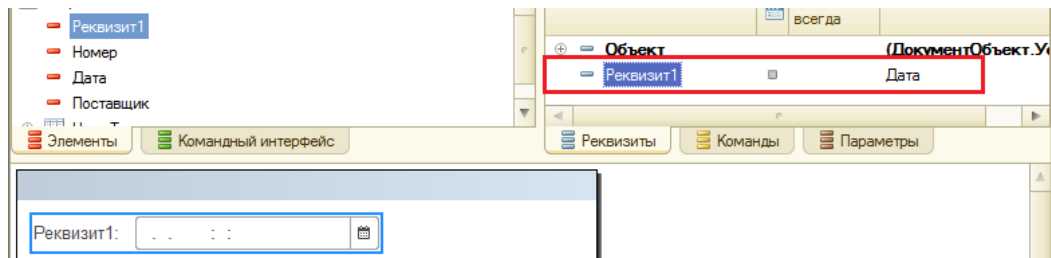 Реквизит1
Номер
Дата
Поставщик
всегда
Объект (ДокументОбъект.У
Реквизит1 Дата
Элементы Командный интерфейс
Реквизиты Команды Параметры
Реквизит1: . . : :